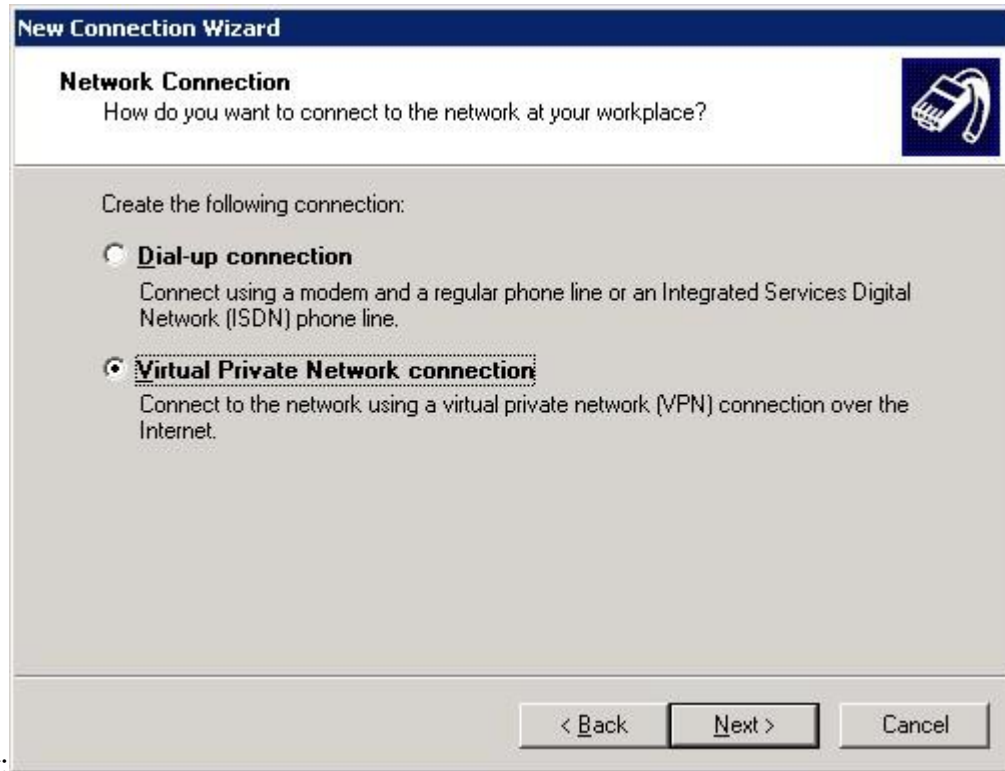 New Connection Wizard
Network Connection
How do you want to connect to the network at your workplace?
Create the following connection:
Dial-up connection
Connect using a modem and a regular phone line or an Integrated Services Digital
Network (ISDN) phone line.
Virtual Private Network connection
Connect to the network using a virtual private network (VPN) connection over the
Internet.
< Back Next > Cancel